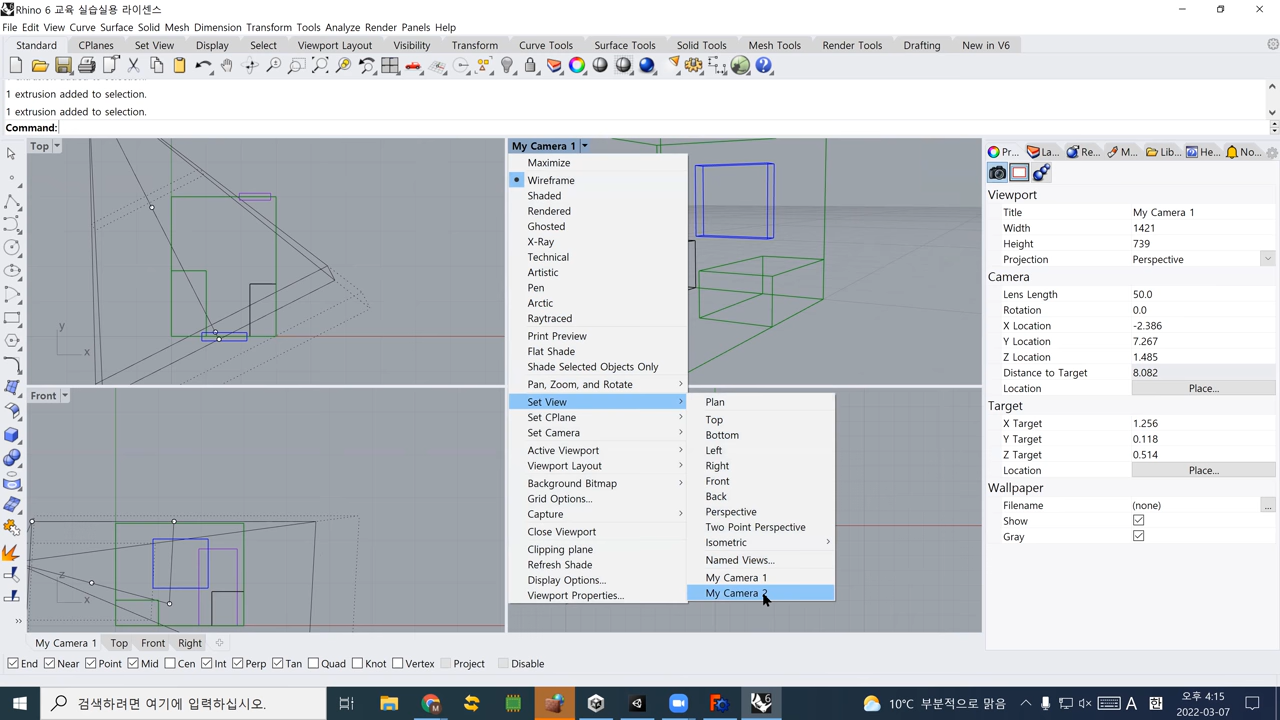 Rhino 6 교육 실습실용 라이센스
File Edit View Curve Surface Solid Mesh Dimension Transform Tools Analyze Render Panels Help
Standard CPlanes Set View Display Select Viewport Layout Visibility Transform Curve Tools Surface Tools Solid Tools Mesh Tools Render Tools Drafting New in V6
1 extrusion added to selection.
1 extrusion added to selection.
Command:
Top
My Camera 1
Maximize
Wireframe
Shaded
Rendered
Ghosted
X-Ray
Technical
Artistic
Pen
Arctic
Raytraced
Print Preview
Flat Shade
Shade Selected Objects Only
Pan, Zoom, and Rotate
Set View
Set CPlane
Set Camera
Active Viewport
Viewport Layout
Background Bitmap
Grid Options...
Capture
Close Viewport
Clipping plane
Refresh Shade
Display Options...
Viewport Properties...
Plan
Top
Bottom
Left
Right
Front
Back
Perspective
Two Point Perspective
Isometric
Named Views...
My Camera 1
My Camera 2
y
x
Front
z
x
Pr... La... Re... M... Lib... He... No...
Viewport
Title My Camera 1
Width 1421
Height 739
Projection Perspective
Camera
Lens Length 50.0
Rotation 0.0
X Location -2.386
Y Location 7.267
Z Location 1.485
Distance to Target 8.082
Location Place...
Target
X Target 1.256
Y Target 0.118
Z Target 0.514
Location Place...
Wallpaper
Filename (none) ...
Show
Gray
My Camera 1 Top Front Right
End Near Point Mid Cen Int Perp Tan Quad Knot Vertex Project Disable
검색하려면 여기에 입력하십시오.
10°C 부분적으로 맑음
A 한
오후 4:15
2022-03-07